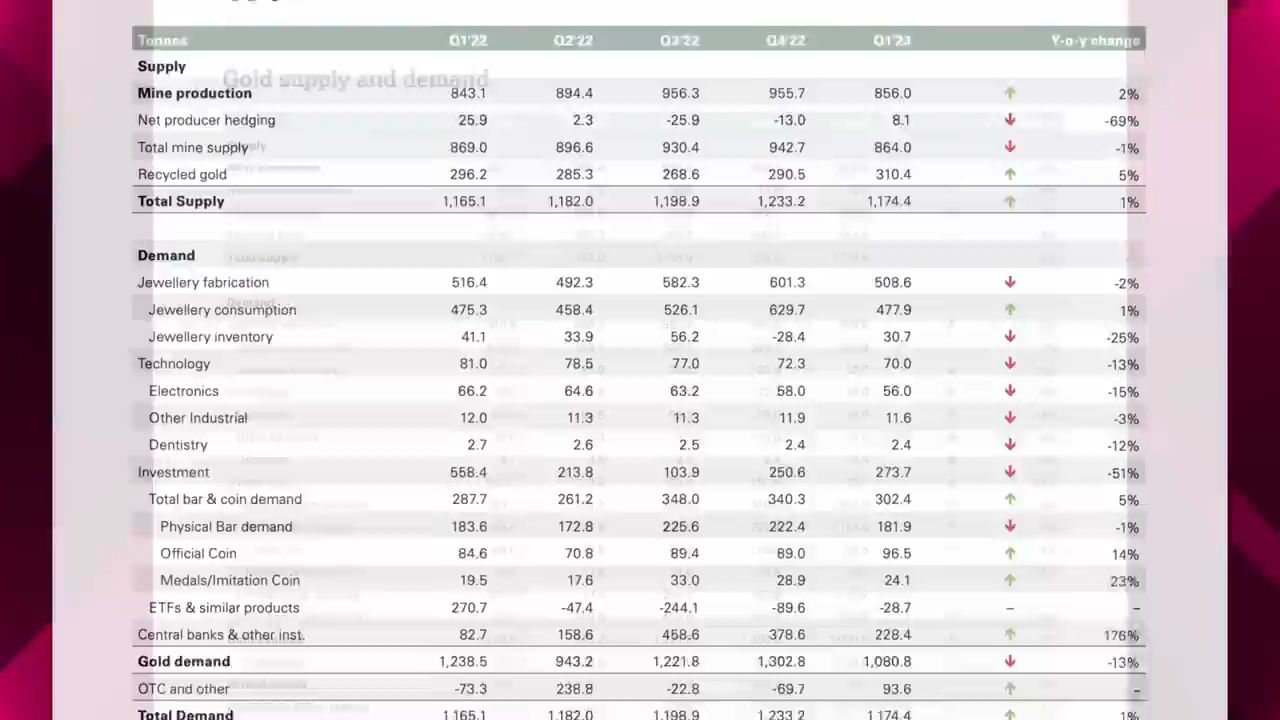 Tonnes Q1'22 Q2'22 Q3'22 Q4'22 Q1'23 Y-o-y change
Supply
Gold supply and demand
Mine production 843.1 894.4 956.3 955.7 856.0 2%
Net producer hedging 25.9 2.3 -25.9 -13.0 8.1 -69%
Total mine supply 869.0 896.6 930.4 942.7 864.0 -1%
Recycled gold 296.2 285.3 268.6 290.5 310.4 5%
Total Supply 1,165.1 1,182.0 1,198.9 1,233.2 1,174.4 1%
Demand
Jewellery fabrication 516.4 492.3 582.3 601.3 508.6 -2%
Jewellery consumption 475.3 458.4 526.1 629.7 477.9 1%
Jewellery inventory 41.1 33.9 56.2 -28.4 30.7 -25%
Technology 81.0 78.5 77.0 72.3 70.0 -13%
Electronics 66.2 64.6 63.2 58.0 56.0 -15%
Other Industrial 12.0 11.3 11.3 11.9 11.6 -3%
Dentistry 2.7 2.6 2.5 2.4 2.4 -12%
Investment 558.4 213.8 103.9 250.6 273.7 -51%
Total bar & coin demand 287.7 261.2 348.0 340.3 302.4 5%
Physical Bar demand 183.6 172.8 225.6 222.4 181.9 -1%
Official Coin 84.6 70.8 89.4 89.0 96.5 14%
Medals/Imitation Coin 19.5 17.6 33.0 28.9 24.1 23%
ETFs & similar products 270.7 -47.4 -244.1 -89.6 -28.7 – –
Central banks & other inst. 82.7 158.6 458.6 378.6 228.4 176%
Gold demand 1,238.5 943.2 1,221.8 1,302.8 1,080.8 -13%
OTC and other -73.3 238.8 -22.8 -69.7 93.6 –
Total Demand 1,165.1 1,182.0 1,198.9 1,233.2 1,174.4 1%